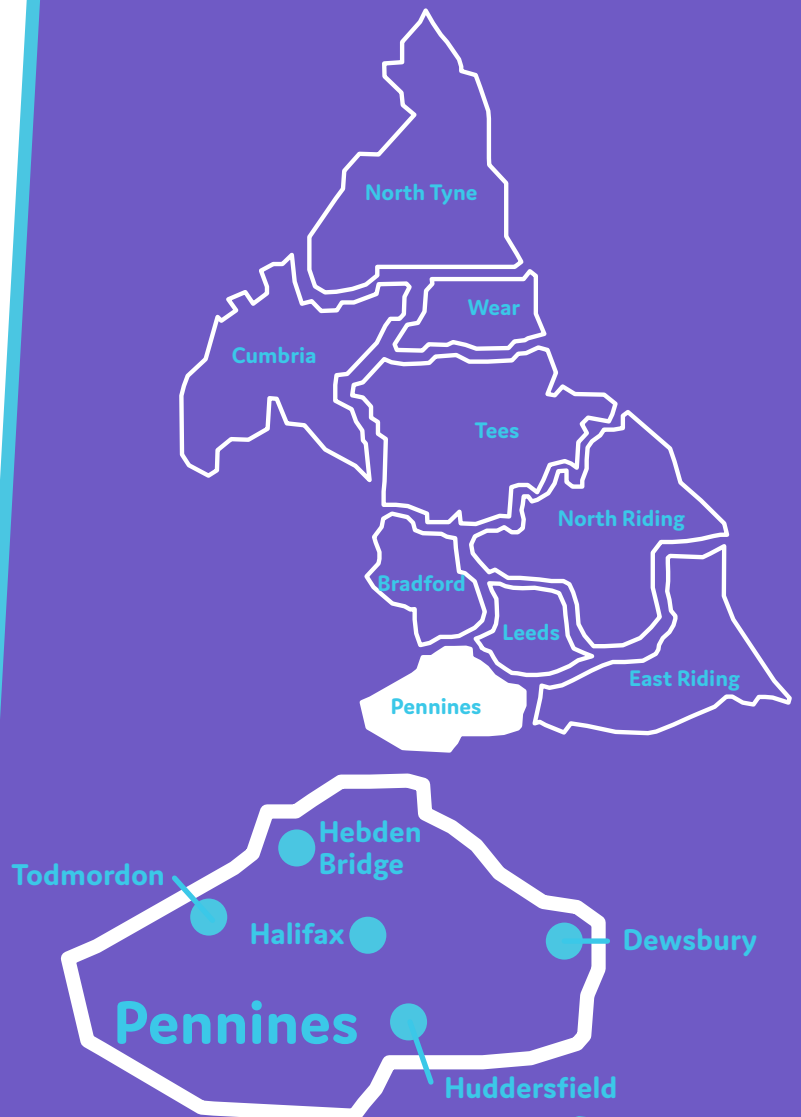 North Tyne
Wear
Cumbria
Tees
North Riding
Bradford
Leeds
East Riding
Pennines
Hebden
Bridge
Todmordon
Halifax
Dewsbury
Pennines
Huddersfield